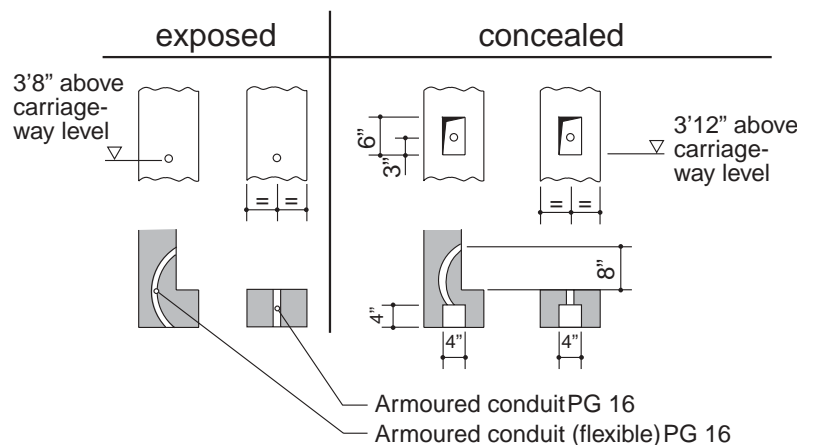 exposed
concealed
3’8” above
carriage-
way level
6”
3”
3’12” above
carriage-
way level
= =
= =
= =
8”
4”
4”
4”
Armoured conduit PG 16
Armoured conduit (flexible) PG 16